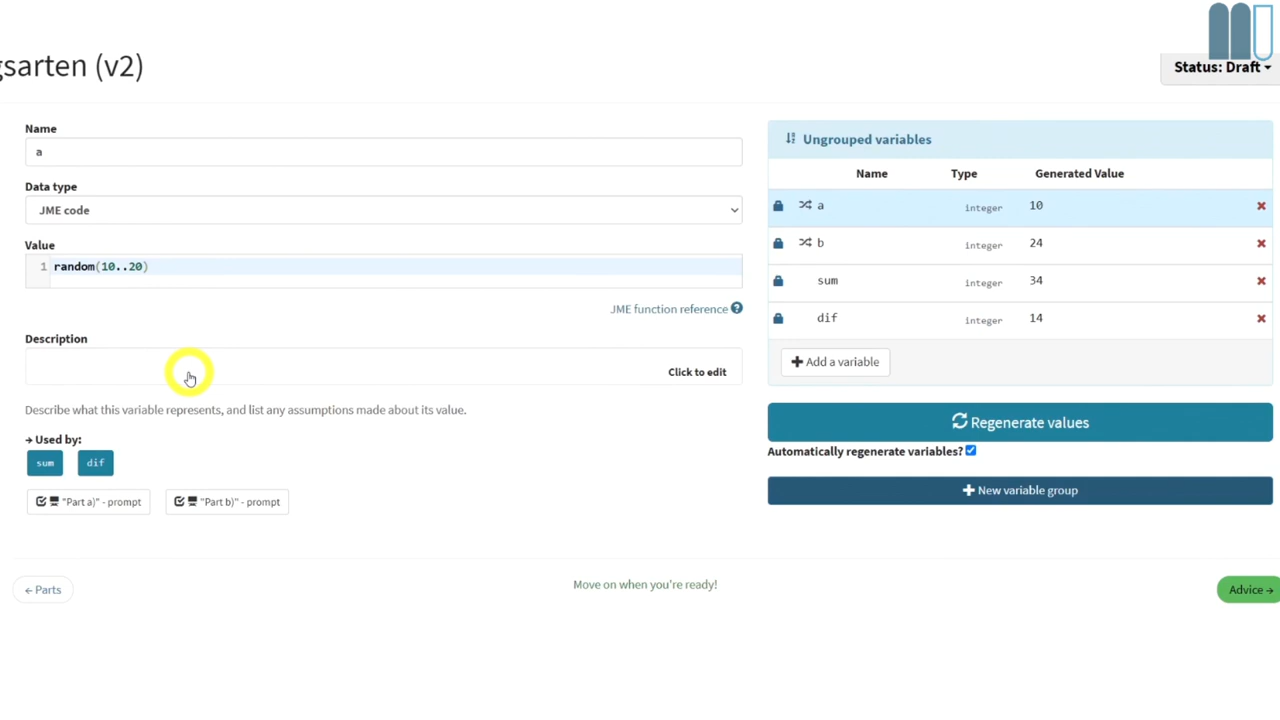 gsarten (v2)
Status: Draft
Name
a
Data type
JME code
Value
1 random(10..20)
JME function reference
Description
Click to edit
Describe what this variable represents, and list any assumptions made about its value.
→ Used by:
sum dif
"Part a)" - prompt "Part b)" - prompt
Ungrouped variables
Name Type Generated Value
a integer 10
b integer 24
sum integer 34
dif integer 14
Add a variable
Regenerate values
Automatically regenerate variables?
New variable group
← Parts
Move on when you're ready!
Advice →